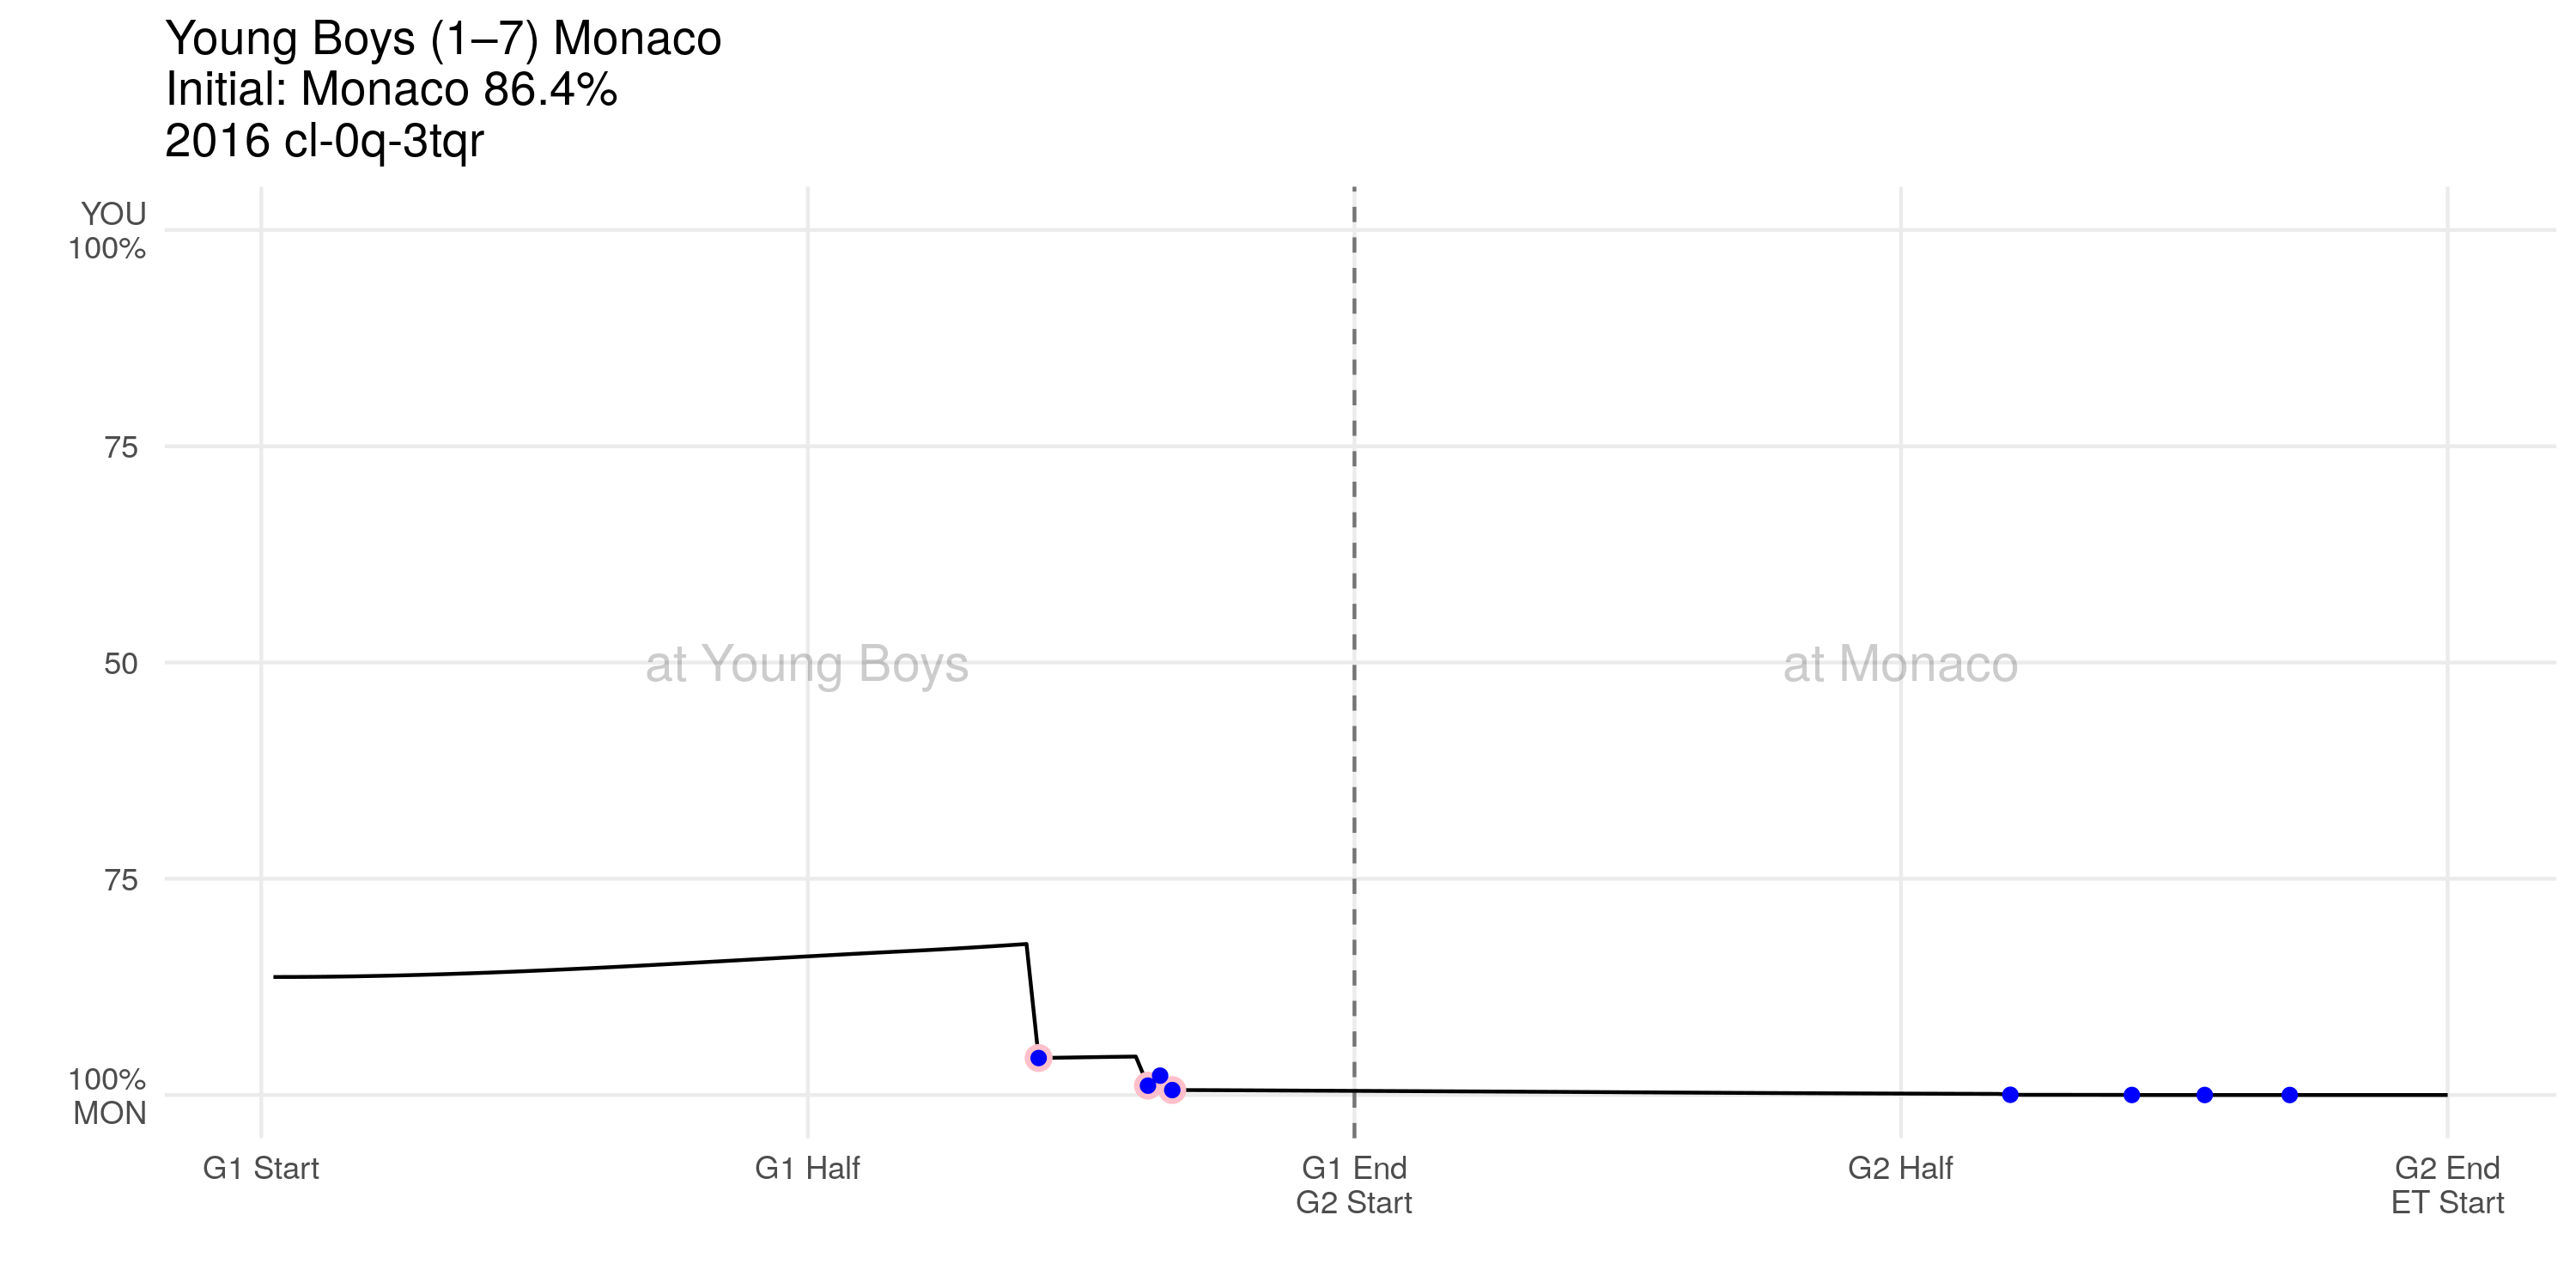 Young Boys (1–7) Monaco
Initial: Monaco 86.4%
2016 cl-0q-3tqr
YOU
100%
75
50
75
100%
MON
at Young Boys
at Monaco
G1 Start
G1 Half
G1 End
G2 Start
G2 Half
G2 End
ET Start